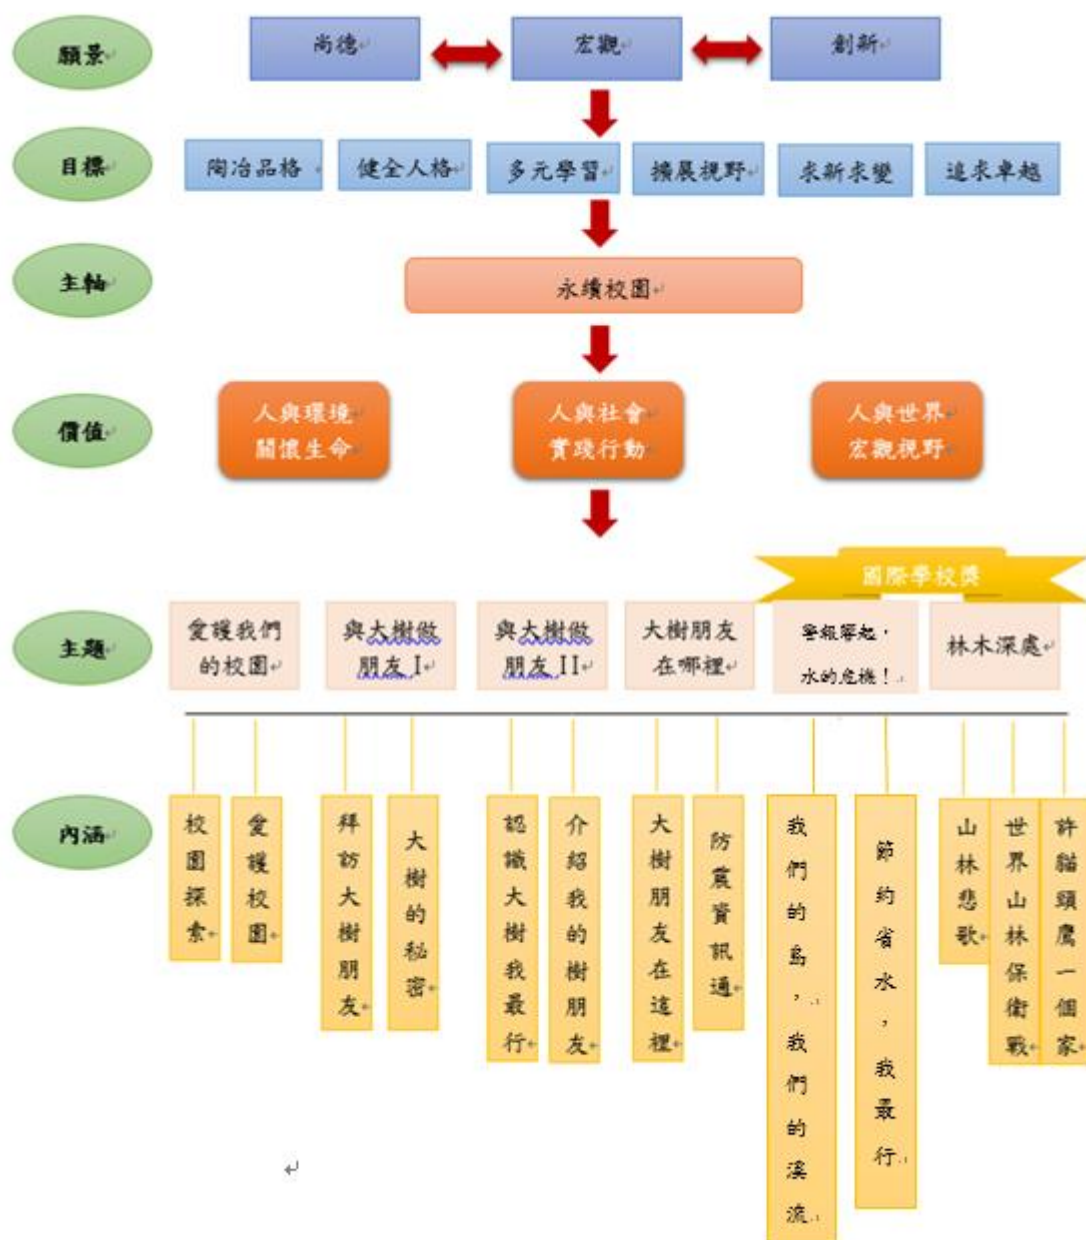 願景
尚德
宏觀
創新
目標
陶冶品格
健全人格
多元學習
擴展視野
求新求變
追求卓越
主軸
永續校園
價值
人與環境
關懷生命
人與社會
實踐行動
人與世界
宏觀視野
國際學校獎
主題
愛護我們
的校園
與大樹做
朋友 I
與大樹做
朋友 II
大樹朋友
在哪裡
警報響起，
水的危機！
林木深處
內涵
校園探索
愛護校園
拜訪大樹朋友
大樹的秘密
認識大樹我最行
介紹我的樹朋友
大樹朋友在這裡
防震資訊通
我們的島，我們的溪流
節約省水，我最行
山林悲歌
世界山林保衛戰
許貓頭鷹一個家